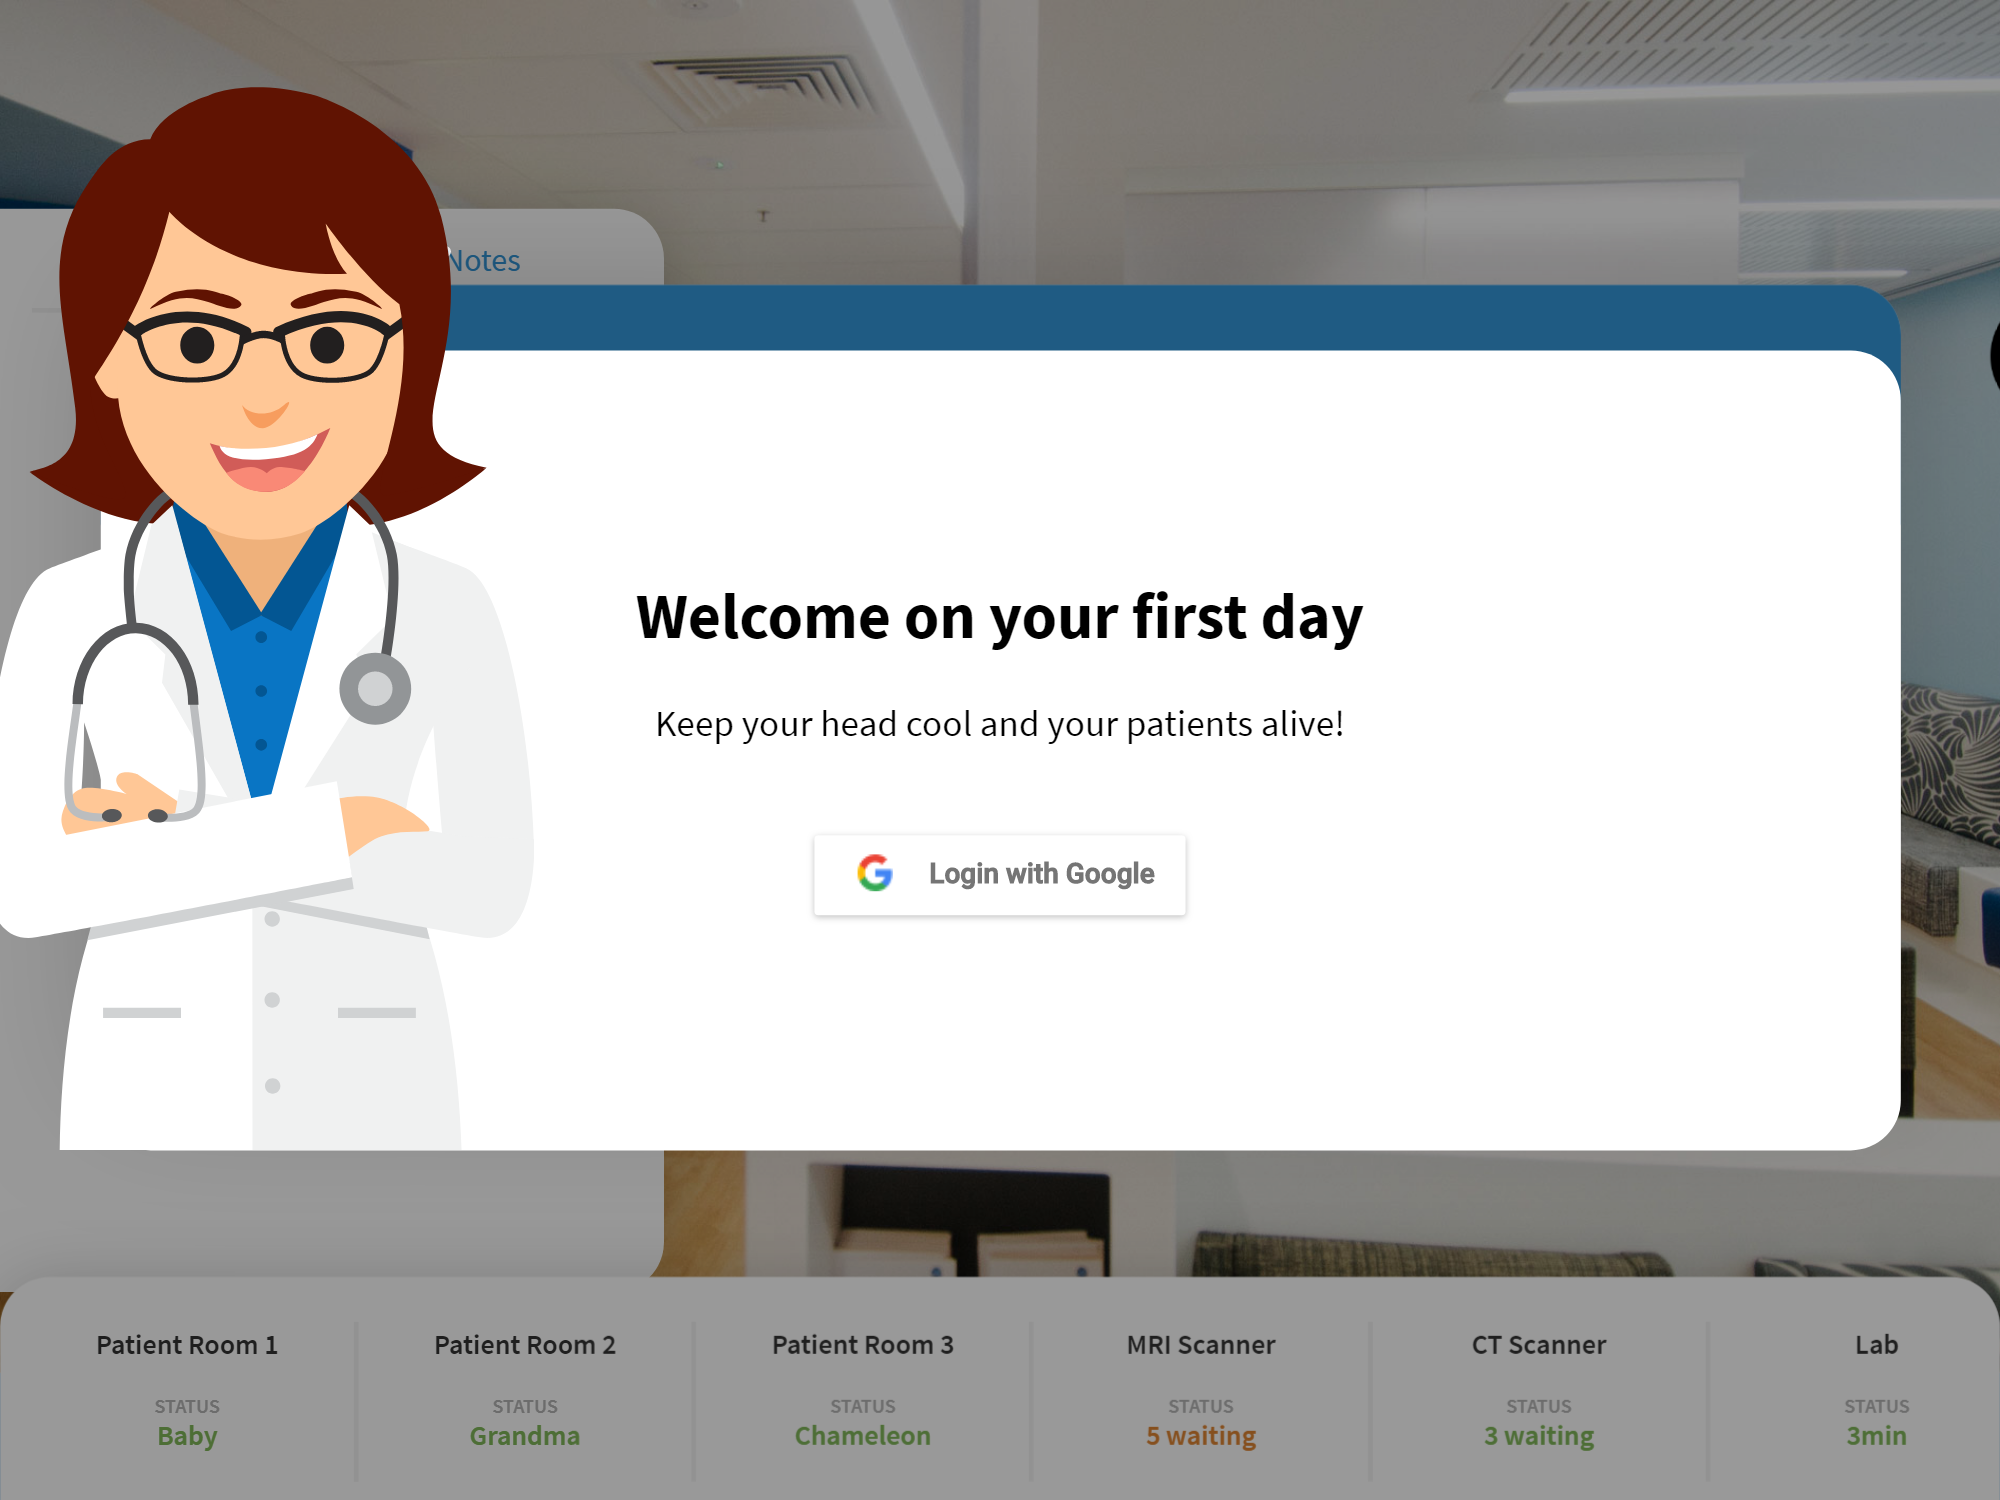 Notes
Welcome on your first day
Keep your head cool and your patients alive!
Login with Google
Patient Room 1
STATUS
Baby
Patient Room 2
STATUS
Grandma
Patient Room 3
STATUS
Chameleon
MRI Scanner
STATUS
5 waiting
CT Scanner
STATUS
3 waiting
Lab
STATUS
3min